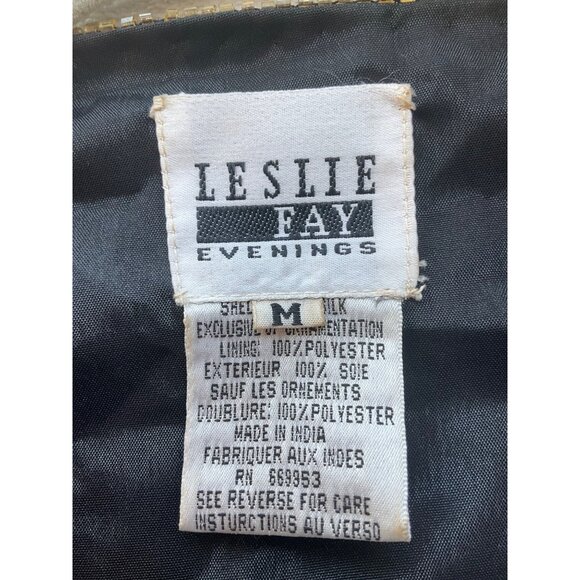 LESLIE
FAY
EVENINGS
M
EXCLUSIVE OF ORNAMENTATION
LINING: 100% POLYESTER
EXTERIEUR 100% SOIE
SAUF LES ORNEMENTS
DOUBLURE: 100% POLYESTER
MADE IN INDIA
FABRIQUER AUX INDES
RN 669953
SEE REVERSE FOR CARE
INSTURCTIONS AU VERSO